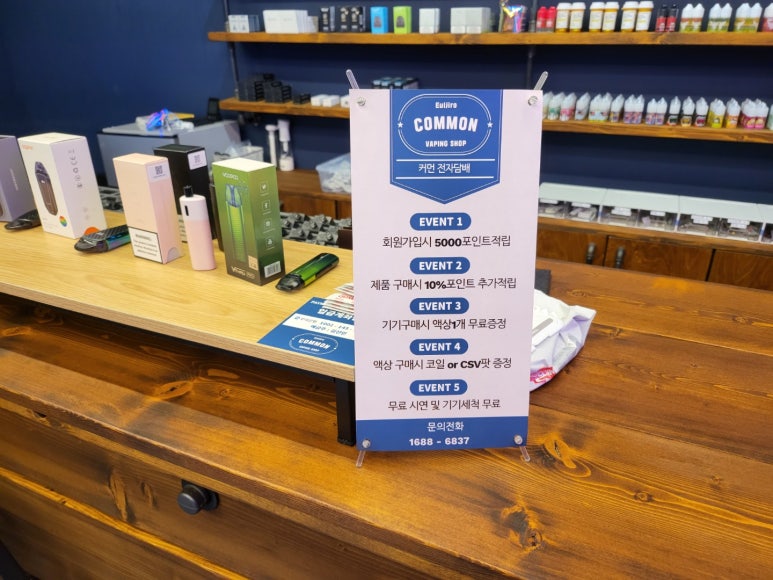 Euljiro
COMMON
VAPING SHOP
커먼 전자담배
EVENT 1
회원가입시 5000포인트적립
EVENT 2
제품 구매시 10%포인트 추가적립
EVENT 3
기기구매시 액상1개 무료증정
EVENT 4
액상 구매시 코일 or CSV팟 증정
EVENT 5
무료 시연 및 기기세척 무료
문의전화
1688 - 6837
VOOPOO
COMMON